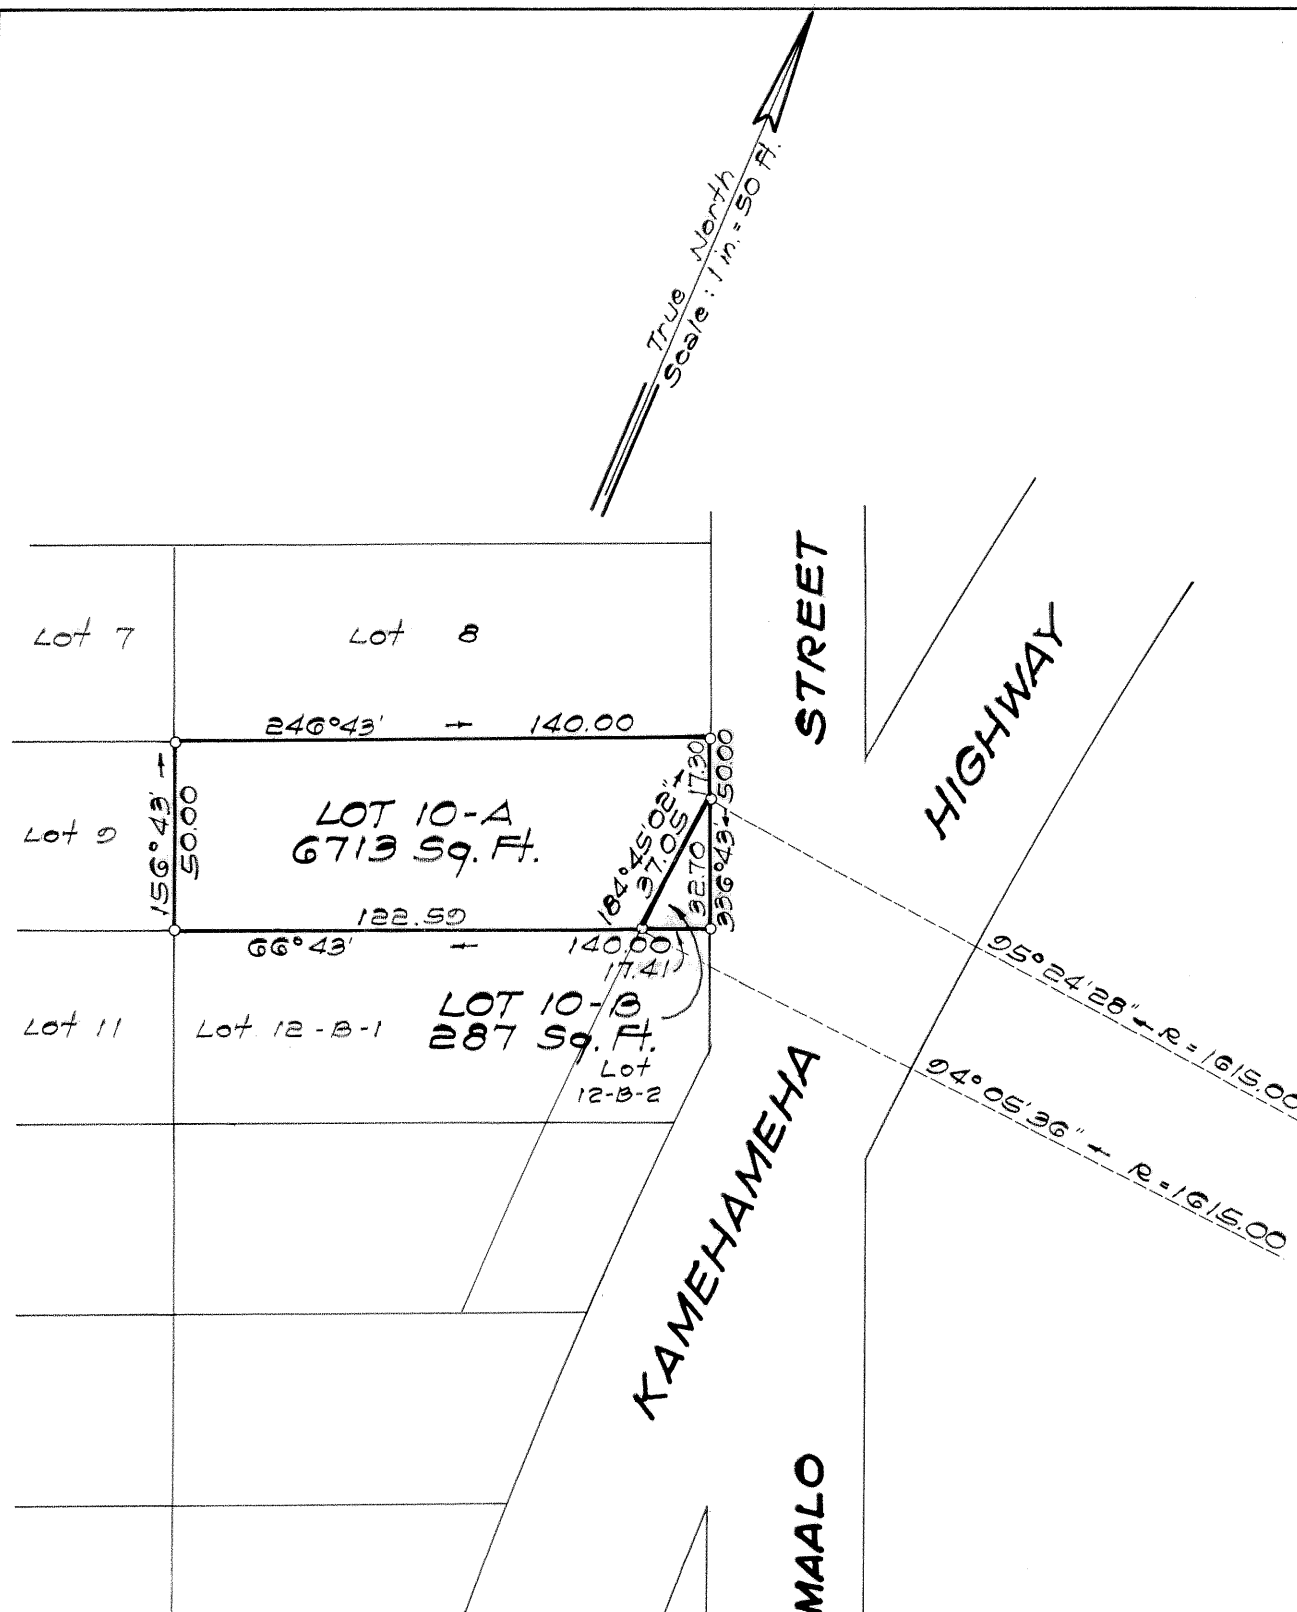 True North
Scale : 1 in. = 50 Ft.
STREET
HIGHWAY
Lot 7
Lot 8
246°43' → 140.00
156°43' →
50.00
Lot 9
LOT 10-A
6713 Sq. Ft.
184°45'02" →
37.05
17.30
32.70
50.00
336°43' ←
122.59
66°43' ← 140.00
17.41
LOT 10-B
287 Sq. Ft.
Lot 11
Lot 12-B-1
Lot
12-B-2
95°24'28" ← R = 1615.00
94°05'36" ← R = 1615.00
KAMEHAMEHA
MAALO